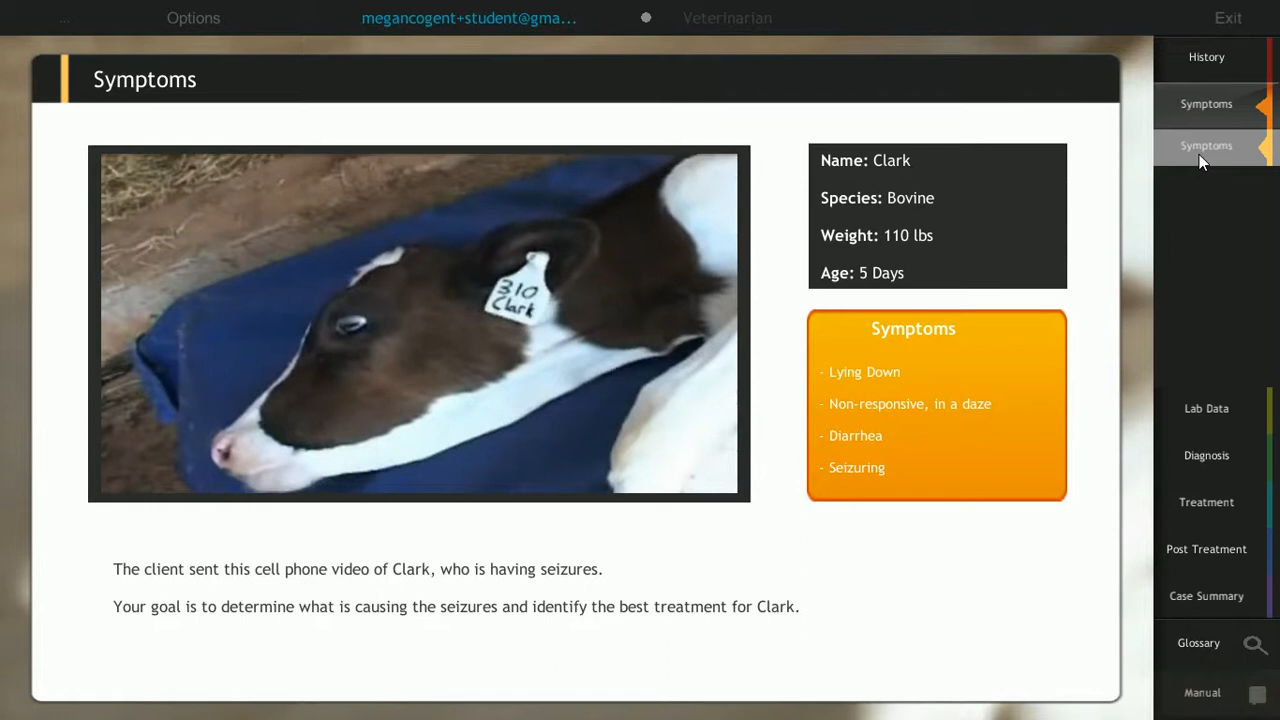 ... Options megancogent+student@gma... Veterinarian Exit
Symptoms
310
Clark
Name: Clark
Species: Bovine
Weight: 110 lbs
Age: 5 Days
Symptoms
- Lying Down
- Non-responsive, in a daze
- Diarrhea
- Seizuring
The client sent this cell phone video of Clark, who is having seizures.
Your goal is to determine what is causing the seizures and identify the best treatment for Clark.
History
Symptoms
Symptoms
Lab Data
Diagnosis
Treatment
Post Treatment
Case Summary
Glossary
Manual